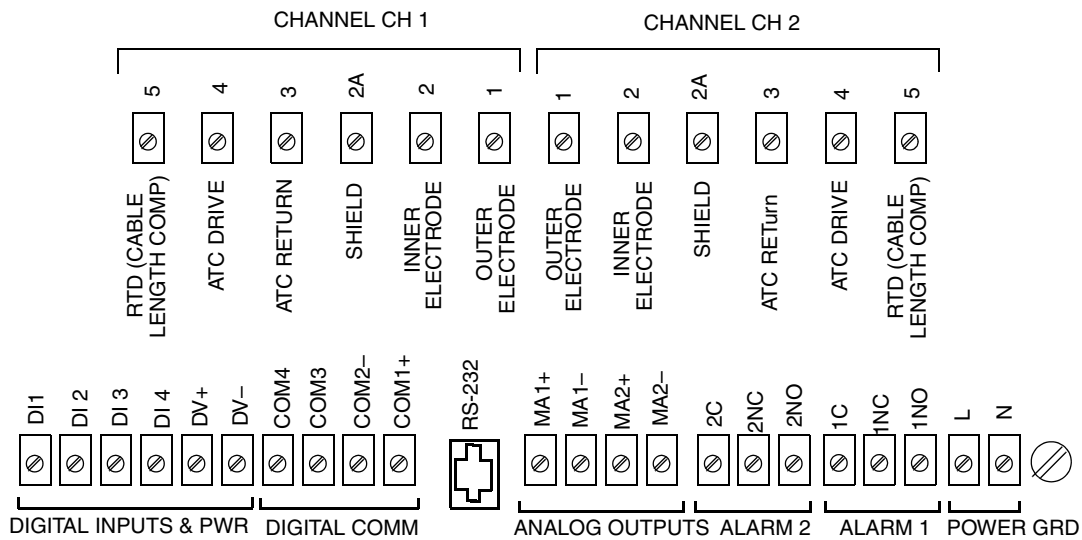 CHANNEL CH 1
CHANNEL CH 2
5
4
3
2A
2
1
1
2
2A
3
4
5
RTD (CABLE
LENGTH COMP)
ATC DRIVE
ATC RETURN
SHIELD
INNER
ELECTRODE
OUTER
ELECTRODE
OUTER
ELECTRODE
INNER
ELECTRODE
SHIELD
ATC RETurn
ATC DRIVE
RTD (CABLE
LENGTH COMP)
DI1
DI 2
DI 3
DI 4
DV+
DV–
COM4
COM3
COM2–
COM1+
RS-232
MA1+
MA1–
MA2+
MA2–
2C
2NC
2NO
1C
1NC
1NO
L
N
DIGITAL INPUTS & PWR
DIGITAL COMM
ANALOG OUTPUTS
ALARM 2
ALARM 1
POWER GRD